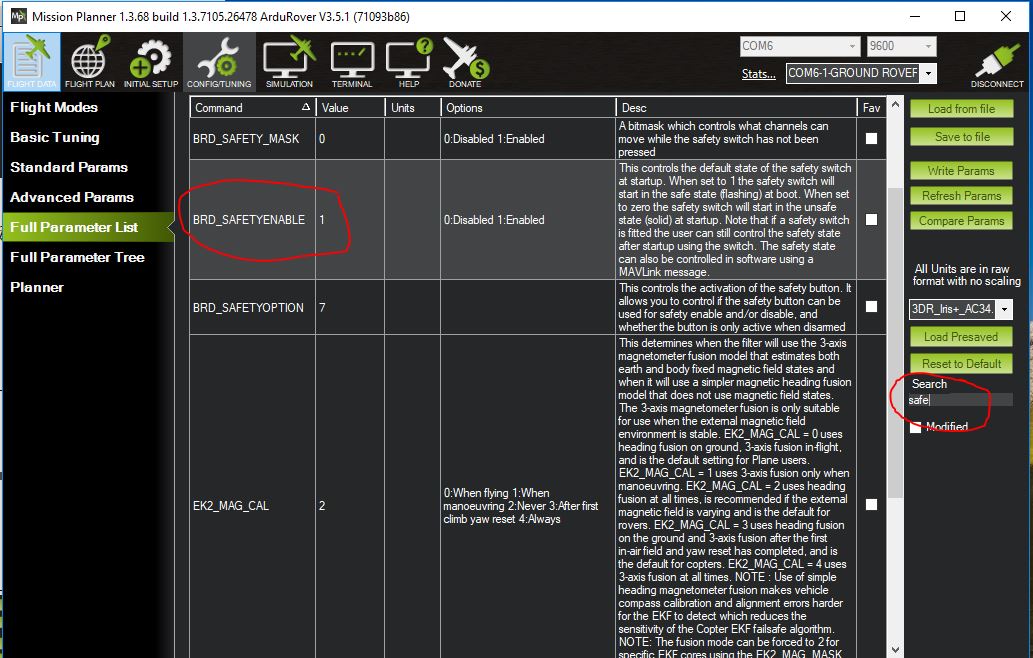 Mission Planner 1.3.68 build 1.3.7105.26478 ArduRover V3.5.1 (71093b86)
FLIGHT DATA
FLIGHT PLAN
INITIAL SETUP
CONFIG/TUNING
SIMULATION
TERMINAL
HELP
DONATE
COM6
9600
Stats...
COM6-1-GROUND ROVEF
DISCONNECT
Flight Modes
Basic Tuning
Standard Params
Advanced Params
Full Parameter List
Full Parameter Tree
Planner
Command Value Units Options Desc Fav
BRD_SAFETY_MASK
0
0:Disabled 1:Enabled
A bitmask which controls what channels can
move while the safety switch has not been
pressed
BRD_SAFETYENABLE
1
0:Disabled 1:Enabled
This controls the default state of the safety switch
at startup. When set to 1 the safety switch will
start in the safe state (flashing) at boot. When set
to zero the safety switch will start in the unsafe
state (solid) at startup. Note that if a safety switch
is fitted the user can still control the safety state
after startup using the switch. The safety state
can also be controlled in software using a
MAVLink message.
BRD_SAFETYOPTION
7
This controls the activation of the safety button. It
allows you to control if the safety button can be
used for safety enable and/or disable, and
whether the button is only active when disarmed
EK2_MAG_CAL
2
0:When flying 1:When
manoeuvring 2:Never 3:After first
climb yaw reset 4:Always
This determines when the filter will use the 3-axis
magnetometer fusion model that estimates both
earth and body fixed magnetic field states and
when it will use a simpler magnetic heading fusion
model that does not use magnetic field states.
The 3-axis magnetometer fusion is only suitable
for use when the external magnetic field
environment is stable. EK2_MAG_CAL = 0 uses
heading fusion on ground, 3-axis fusion in-flight,
and is the default setting for Plane users.
EK2_MAG_CAL = 1 uses 3-axis fusion only when
manoeuvring. EK2_MAG_CAL = 2 uses heading
fusion at all times, is recommended if the external
magnetic field is varying and is the default for
rovers. EK2_MAG_CAL = 3 uses heading fusion
on the ground and 3-axis fusion after the first
in-air field and yaw reset has completed, and is
the default for copters. EK2_MAG_CAL = 4 uses
3-axis fusion at all times. NOTE : Use of simple
heading magnetometer fusion makes vehicle
compass calibration and alignment errors harder
for the EKF to detect which reduces the
sensitivity of the Copter EKF failsafe algorithm.
NOTE: The fusion mode can be forced to 2 for
specific EKF cores using the EK2_MAG_MASK
Load from file
Save to file
Write Params
Refresh Params
Compare Params
All Units are in raw
format with no scaling
3DR_Iris+_AC34.
Load Presaved
Reset to Default
Search
safe
Modified